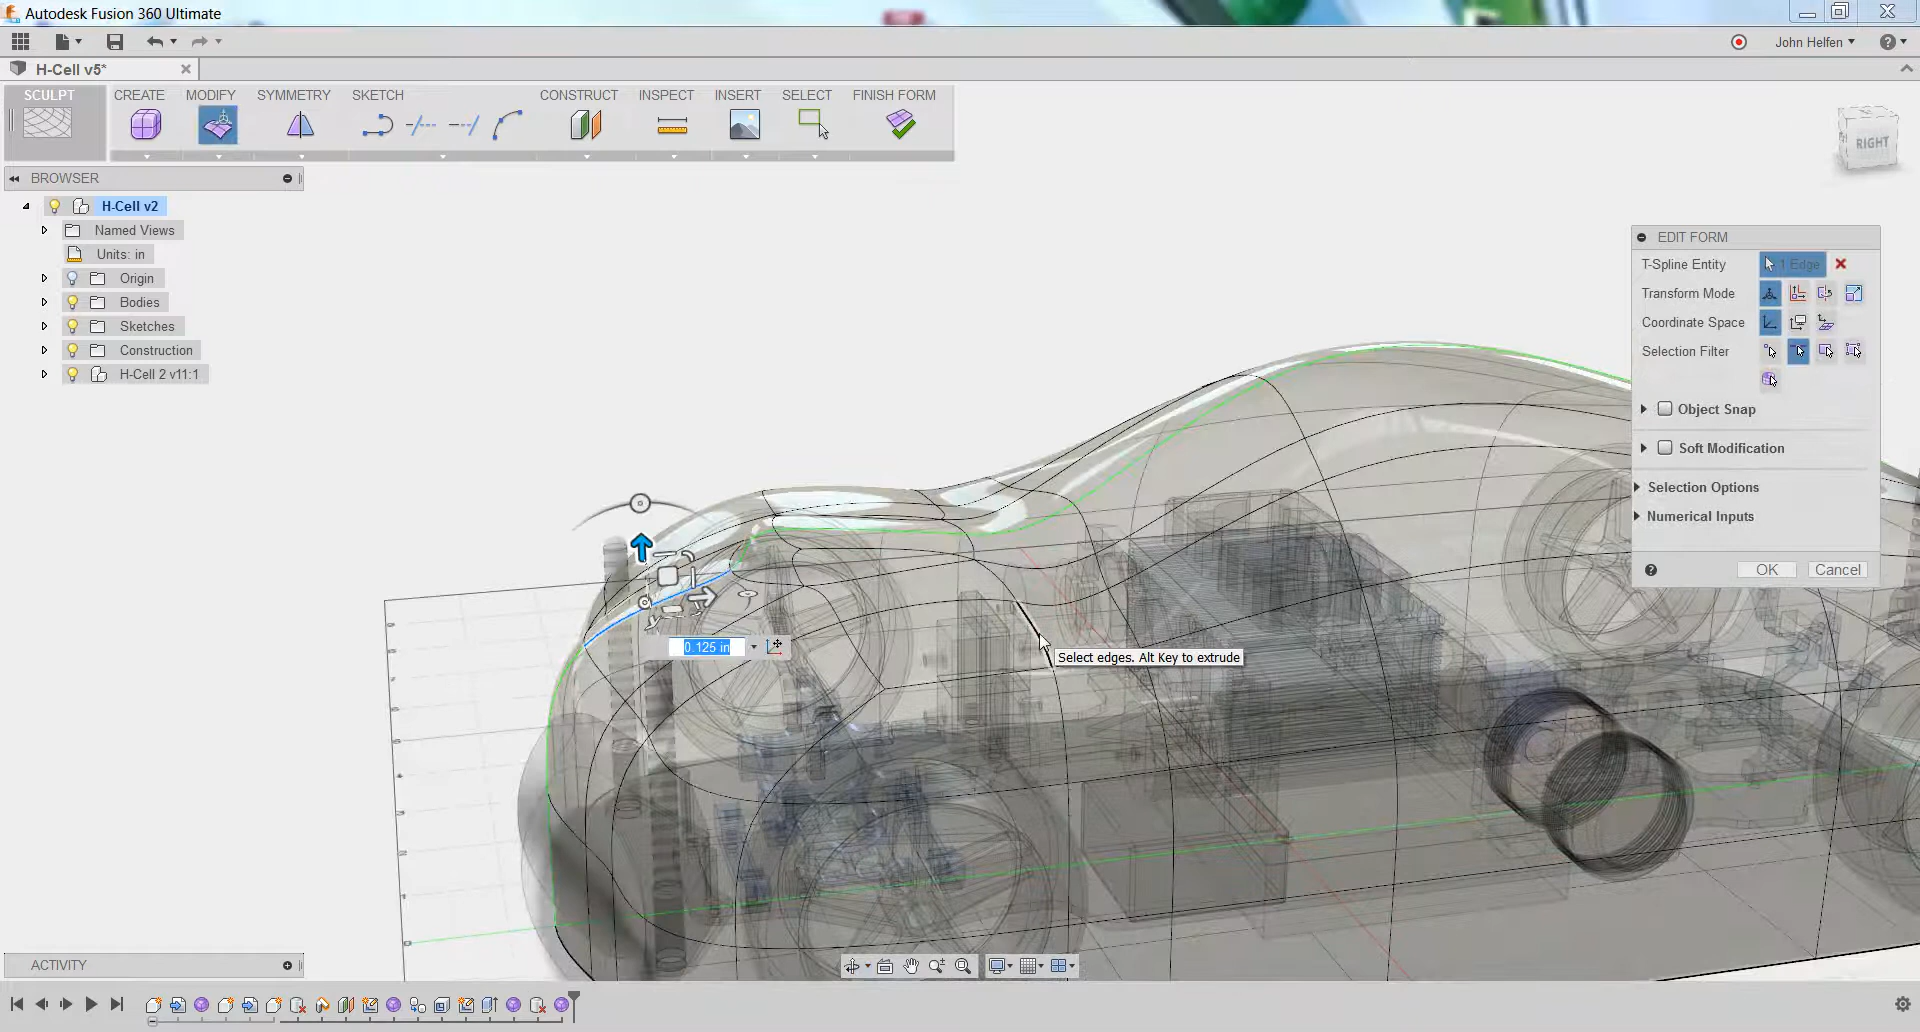 Autodesk Fusion 360 Ultimate
John Helfen
H-Cell v5*
SCULPT
CREATE
MODIFY
SYMMETRY
SKETCH
CONSTRUCT
INSPECT
INSERT
SELECT
FINISH FORM
RIGHT
BROWSER
H-Cell v2
Named Views
Units: in
Origin
Bodies
Sketches
Construction
H-Cell 2 v11:1
EDIT FORM
T-Spline Entity
1 Edge
Transform Mode
Coordinate Space
Selection Filter
Object Snap
Soft Modification
Selection Options
Numerical Inputs
OK
Cancel
0.125 in
Select edges. Alt Key to extrude
ACTIVITY